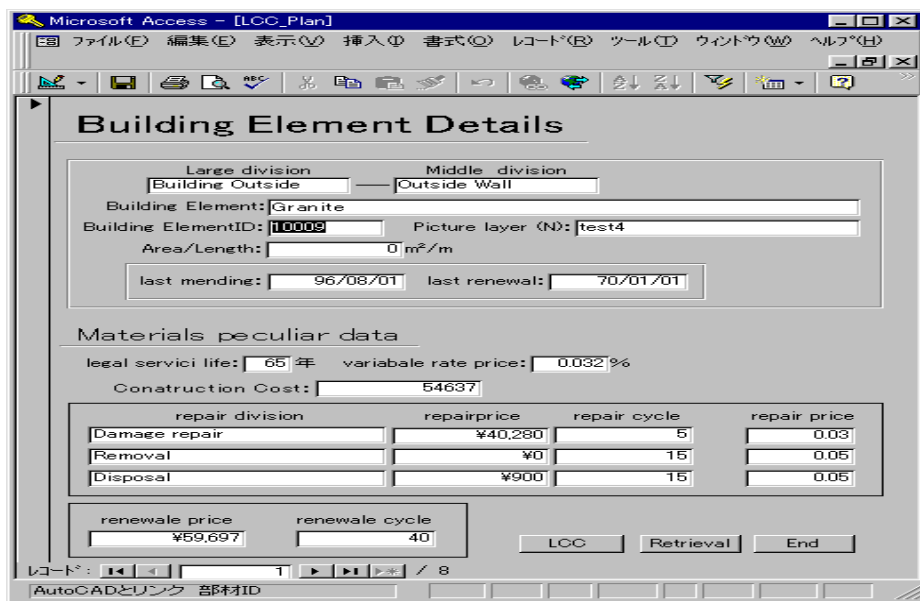 Microsoft Access - [LCC_Plan]
ファイル(F) 編集(E) 表示(V) 挿入(I) 書式(O) レコード(R) ツール(T) ウィンドウ(W) ヘルプ(H)
Building Element Details
Large division Middle division
Building Outside Outside Wall
Building Element: Granite
Building ElementID: 10009 Picture layer (N): test4
Area/Length: 0 m²/m
last mending: 96/08/01 last renewal: 70/01/01
Materials peculiar data
legal servici life: 65 年 variabale rate price: 0.032 %
Conatruction Cost: 54637
repair division repairprice repair cycle repair price
Damage repair ¥40,280 5 0.03
Removal ¥0 15 0.05
Disposal ¥900 15 0.05
renewale price renewale cycle
¥59,697 40
LCC Retrieval End
レコード: 1 / 8
AutoCADとリンク 部材ID